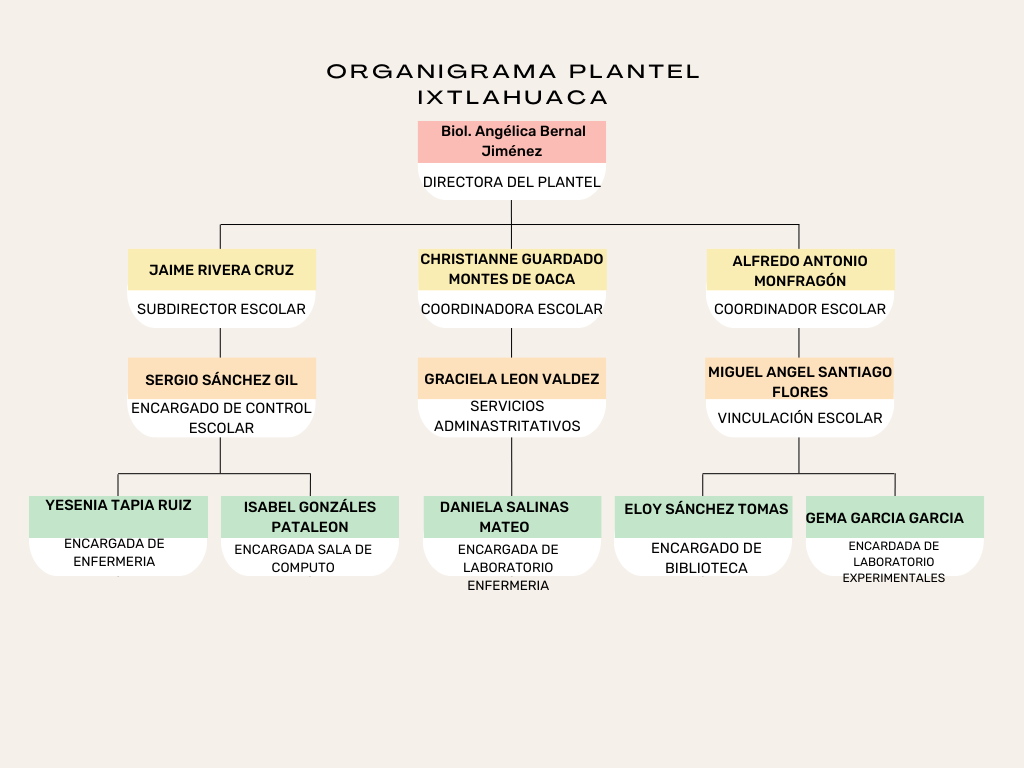 ORGANIGRAMA PLANTEL
IXTLAHUACA
Biol. Angélica Bernal
Jiménez
DIRECTORA DEL PLANTEL
JAIME RIVERA CRUZ
SUBDIRECTOR ESCOLAR
CHRISTIANNE GUARDADO
MONTES DE OACA
COORDINADORA ESCOLAR
ALFREDO ANTONIO
MONFRAGÓN
COORDINADOR ESCOLAR
SERGIO SÁNCHEZ GIL
ENCARGADO DE CONTROL
ESCOLAR
GRACIELA LEON VALDEZ
SERVICIOS
ADMINASTRITATIVOS
MIGUEL ANGEL SANTIAGO
FLORES
VINCULACIÓN ESCOLAR
YESENIA TAPIA RUIZ
ENCARGADA DE
ENFERMERIA
ISABEL GONZÁLES
PATALEON
ENCARGADA SALA DE
COMPUTO
DANIELA SALINAS
MATEO
ENCARGADA DE
LABORATORIO
ENFERMERIA
ELOY SÁNCHEZ TOMAS
ENCARGADO DE
BIBLIOTECA
GEMA GARCIA GARCIA
ENCARDADA DE
LABORATORIO
EXPERIMENTALES